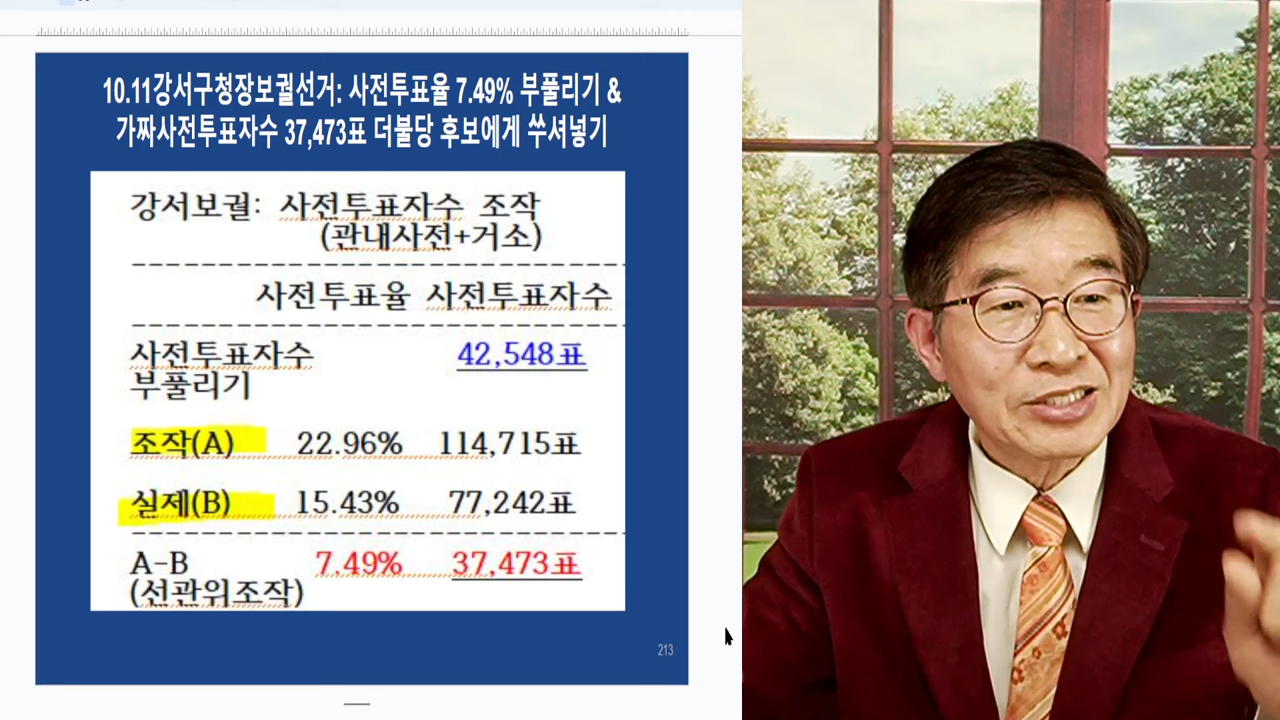 10.11강서구청장보궐선거: 사전투표율 7.49% 부풀리기 &
가짜사전투표자수 37,473표 더불당 후보에게 쑤셔넣기
강서보궐: 사전투표자수 조작
(관내사전+거소)
사전투표율 사전투표자수
사전투표자수 42,548표
부풀리기
조작(A) 22.96% 114,715표
실제(B) 15.43% 77,242표
A-B 7.49% 37,473표
(선관위조작)
213